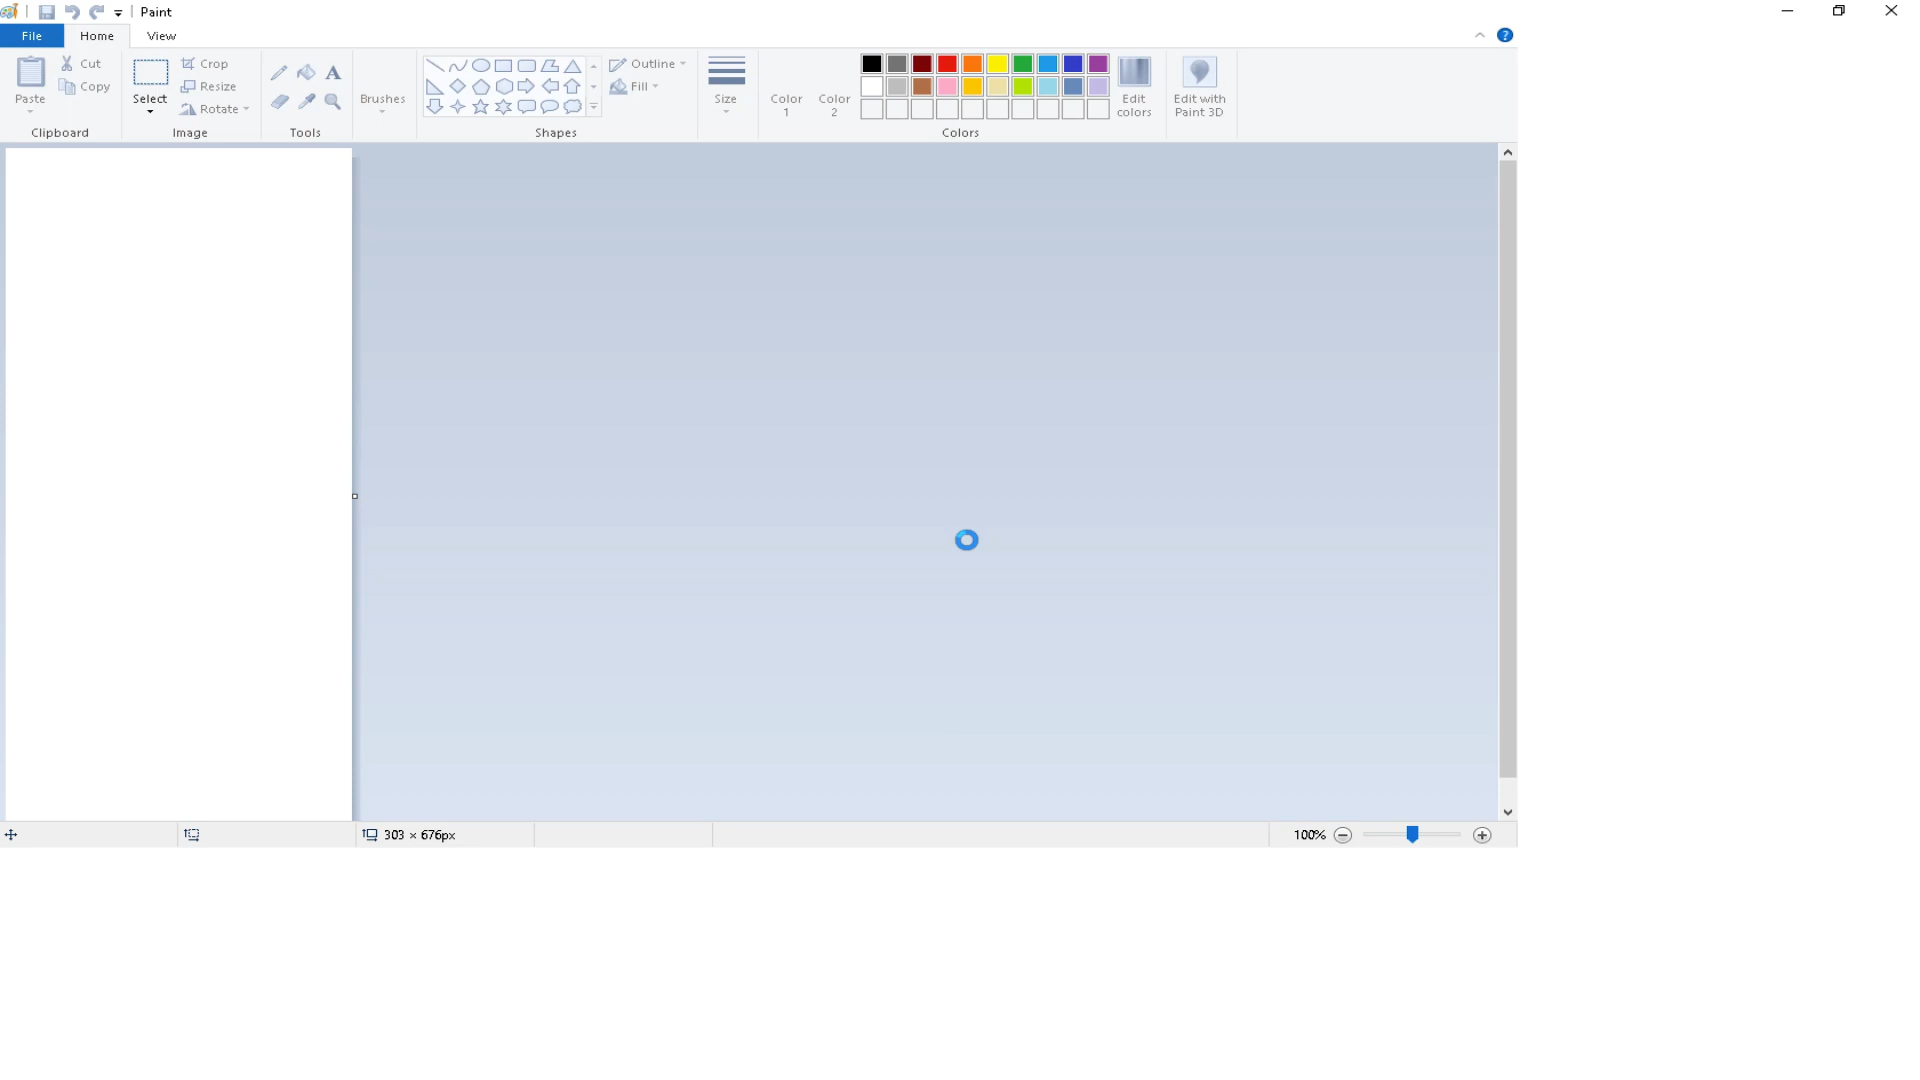 Paint
File Home View
Paste
Cut
Copy
Clipboard
Select
Crop
Resize
Rotate
Image
A
Tools
Brushes
Outline
Fill
Shapes
Size
Color 1
Color 2
Edit colors
Colors
Edit with Paint 3D
303 × 676px
100%